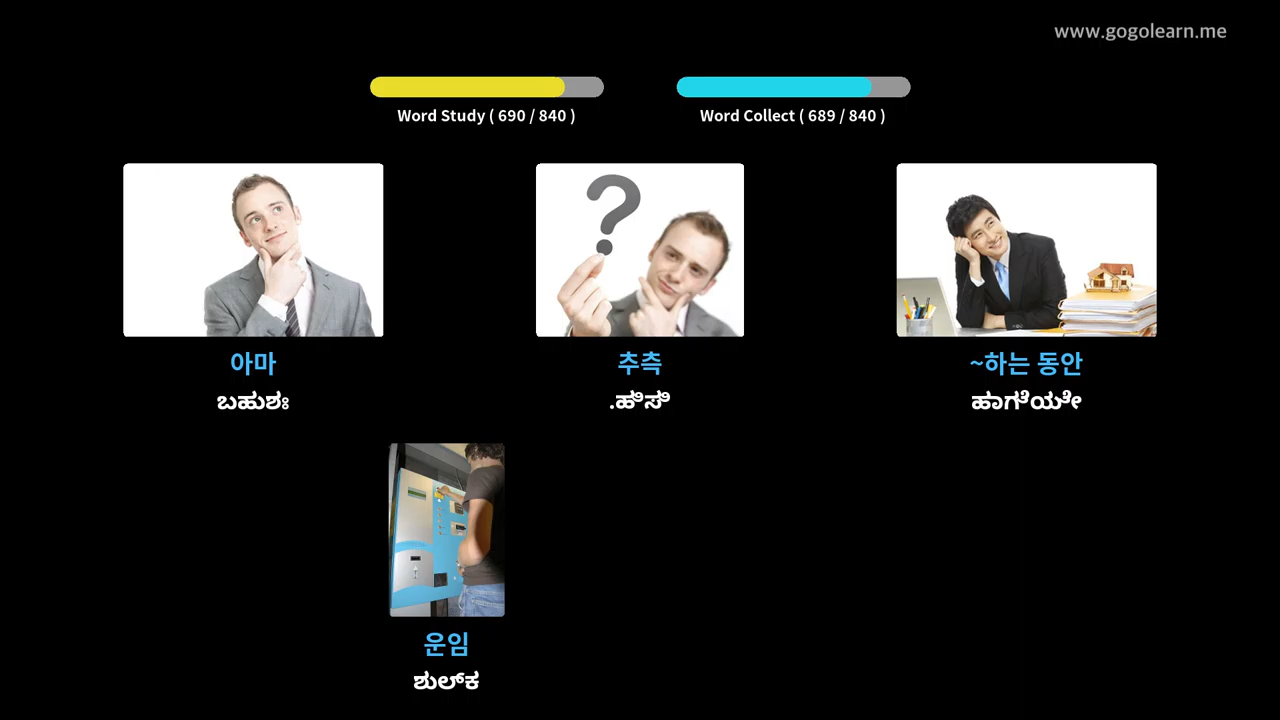 www.gogolearn.me
Word Study ( 690 / 840 )
Word Collect ( 689 / 840 )
아마
추측
~하는 동안
ಬಹುಶಃ
.ಹಿಸಿ
ಹಾಗೆಯೇ
운임
ಶುಲ್ಕ